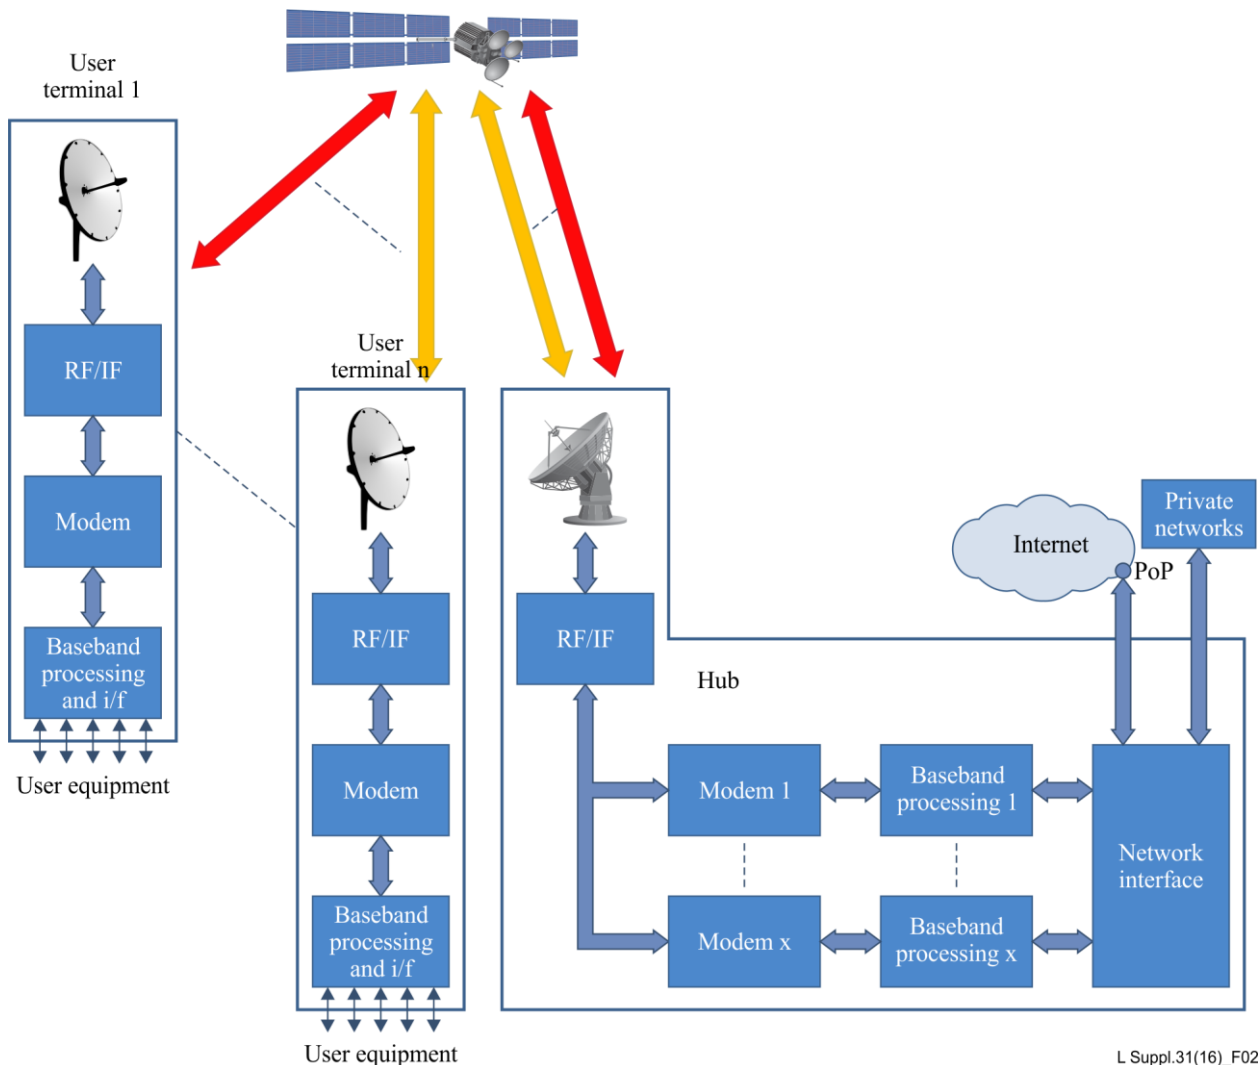 User
terminal 1
RF/IF
Modem
Baseband
processing
and i/f
User equipment
User
terminal n
RF/IF
Modem
Baseband
processing
and i/f
User equipment
RF/IF
Hub
Modem 1
Baseband
processing 1
Modem x
Baseband
processing x
Network
interface
Internet
PoP
Private
networks
L Suppl.31(16)_F02